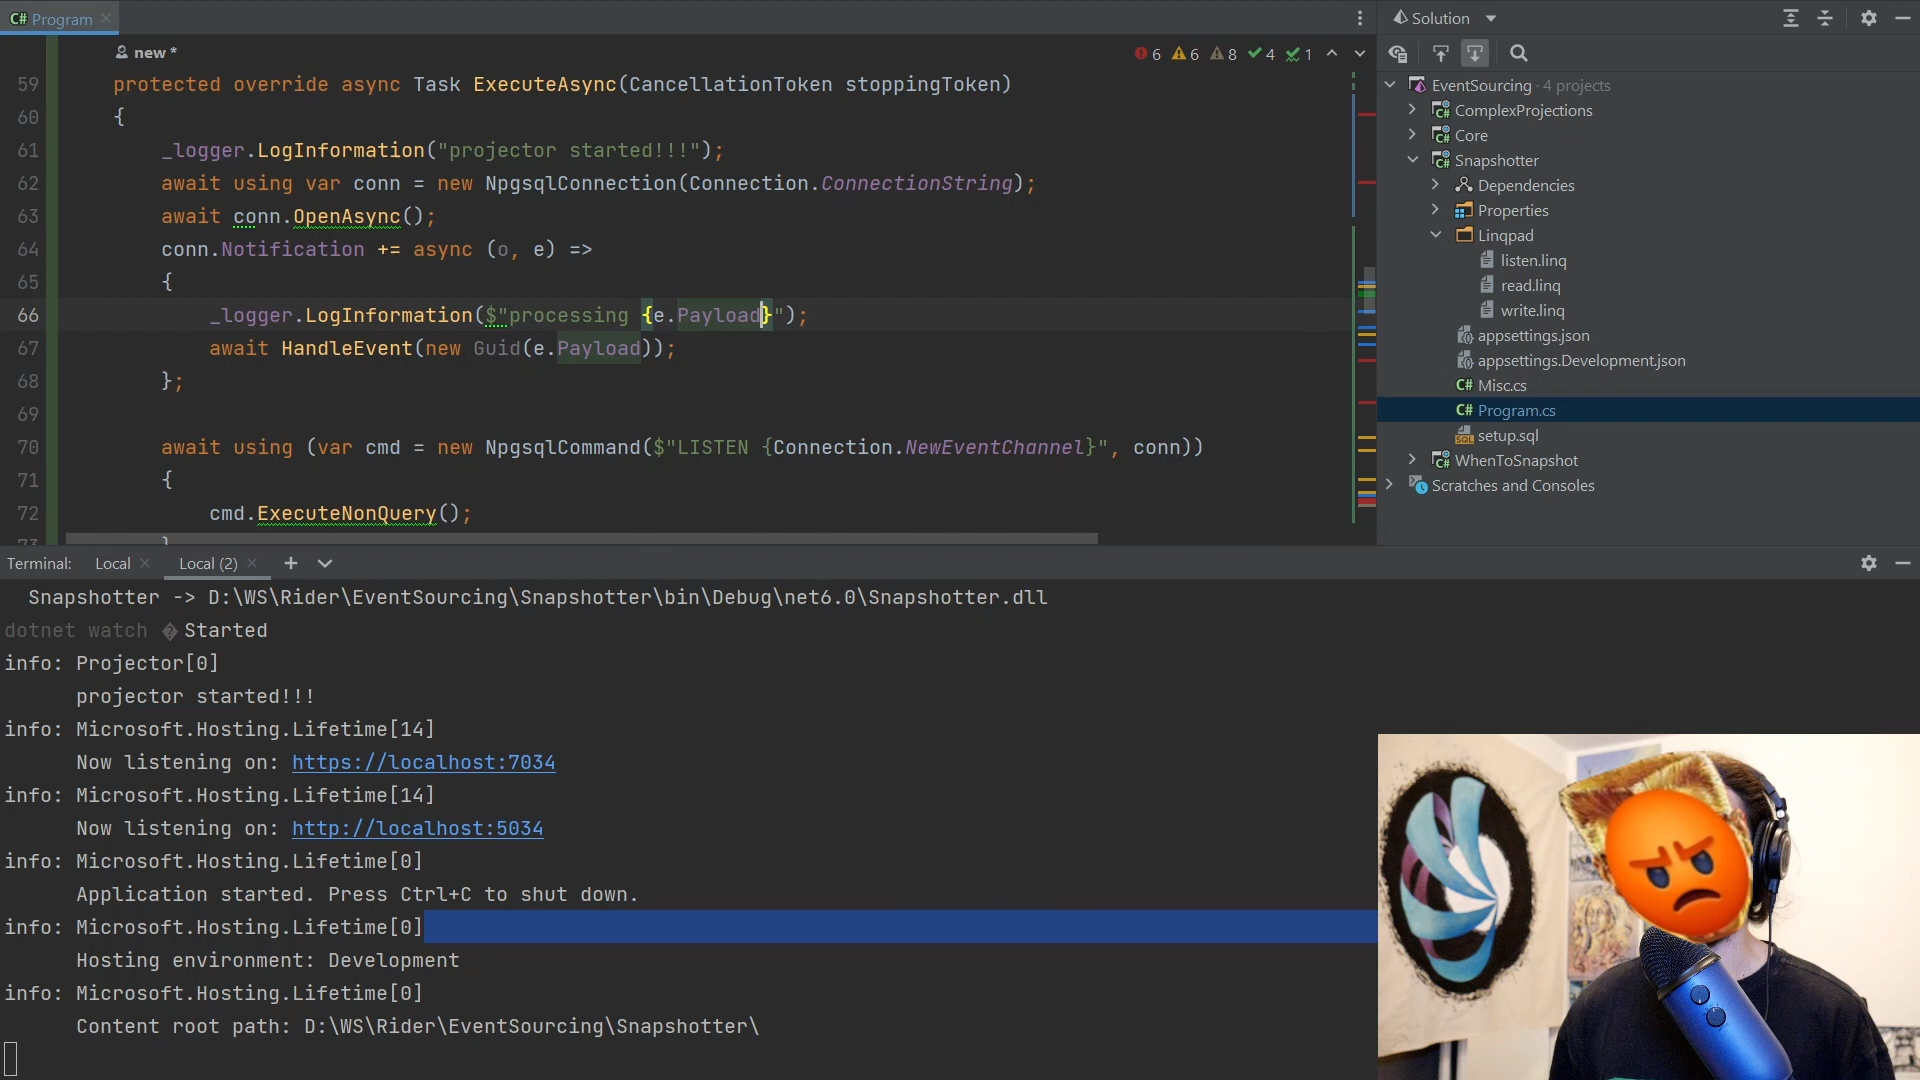 C# Program
Solution
new *
6 6 8 4 1
59 protected override async Task ExecuteAsync(CancellationToken stoppingToken)
60 {
61 _logger.LogInformation("projector started!!!");
62 await using var conn = new NpgsqlConnection(Connection.ConnectionString);
63 await conn.OpenAsync();
64 conn.Notification += async (o, e) =>
65 {
66 _logger.LogInformation($"processing {e.Payload}");
67 await HandleEvent(new Guid(e.Payload));
68 };
69
70 await using (var cmd = new NpgsqlCommand($"LISTEN {Connection.NewEventChannel}", conn))
71 {
72 cmd.ExecuteNonQuery();
73 }
EventSourcing · 4 projects
C# ComplexProjections
C# Core
C# Snapshotter
Dependencies
Properties
Linqpad
listen.linq
read.linq
write.linq
appsettings.json
appsettings.Development.json
C# Misc.cs
C# Program.cs
SQL setup.sql
C# WhenToSnapshot
Scratches and Consoles
Terminal: Local Local (2)
Snapshotter -> D:\WS\Rider\EventSourcing\Snapshotter\bin\Debug\net6.0\Snapshotter.dll
dotnet watch � Started
info: Projector[0]
projector started!!!
info: Microsoft.Hosting.Lifetime[14]
Now listening on: https://localhost:7034
info: Microsoft.Hosting.Lifetime[14]
Now listening on: http://localhost:5034
info: Microsoft.Hosting.Lifetime[0]
Application started. Press Ctrl+C to shut down.
info: Microsoft.Hosting.Lifetime[0]
Hosting environment: Development
info: Microsoft.Hosting.Lifetime[0]
Content root path: D:\WS\Rider\EventSourcing\Snapshotter\